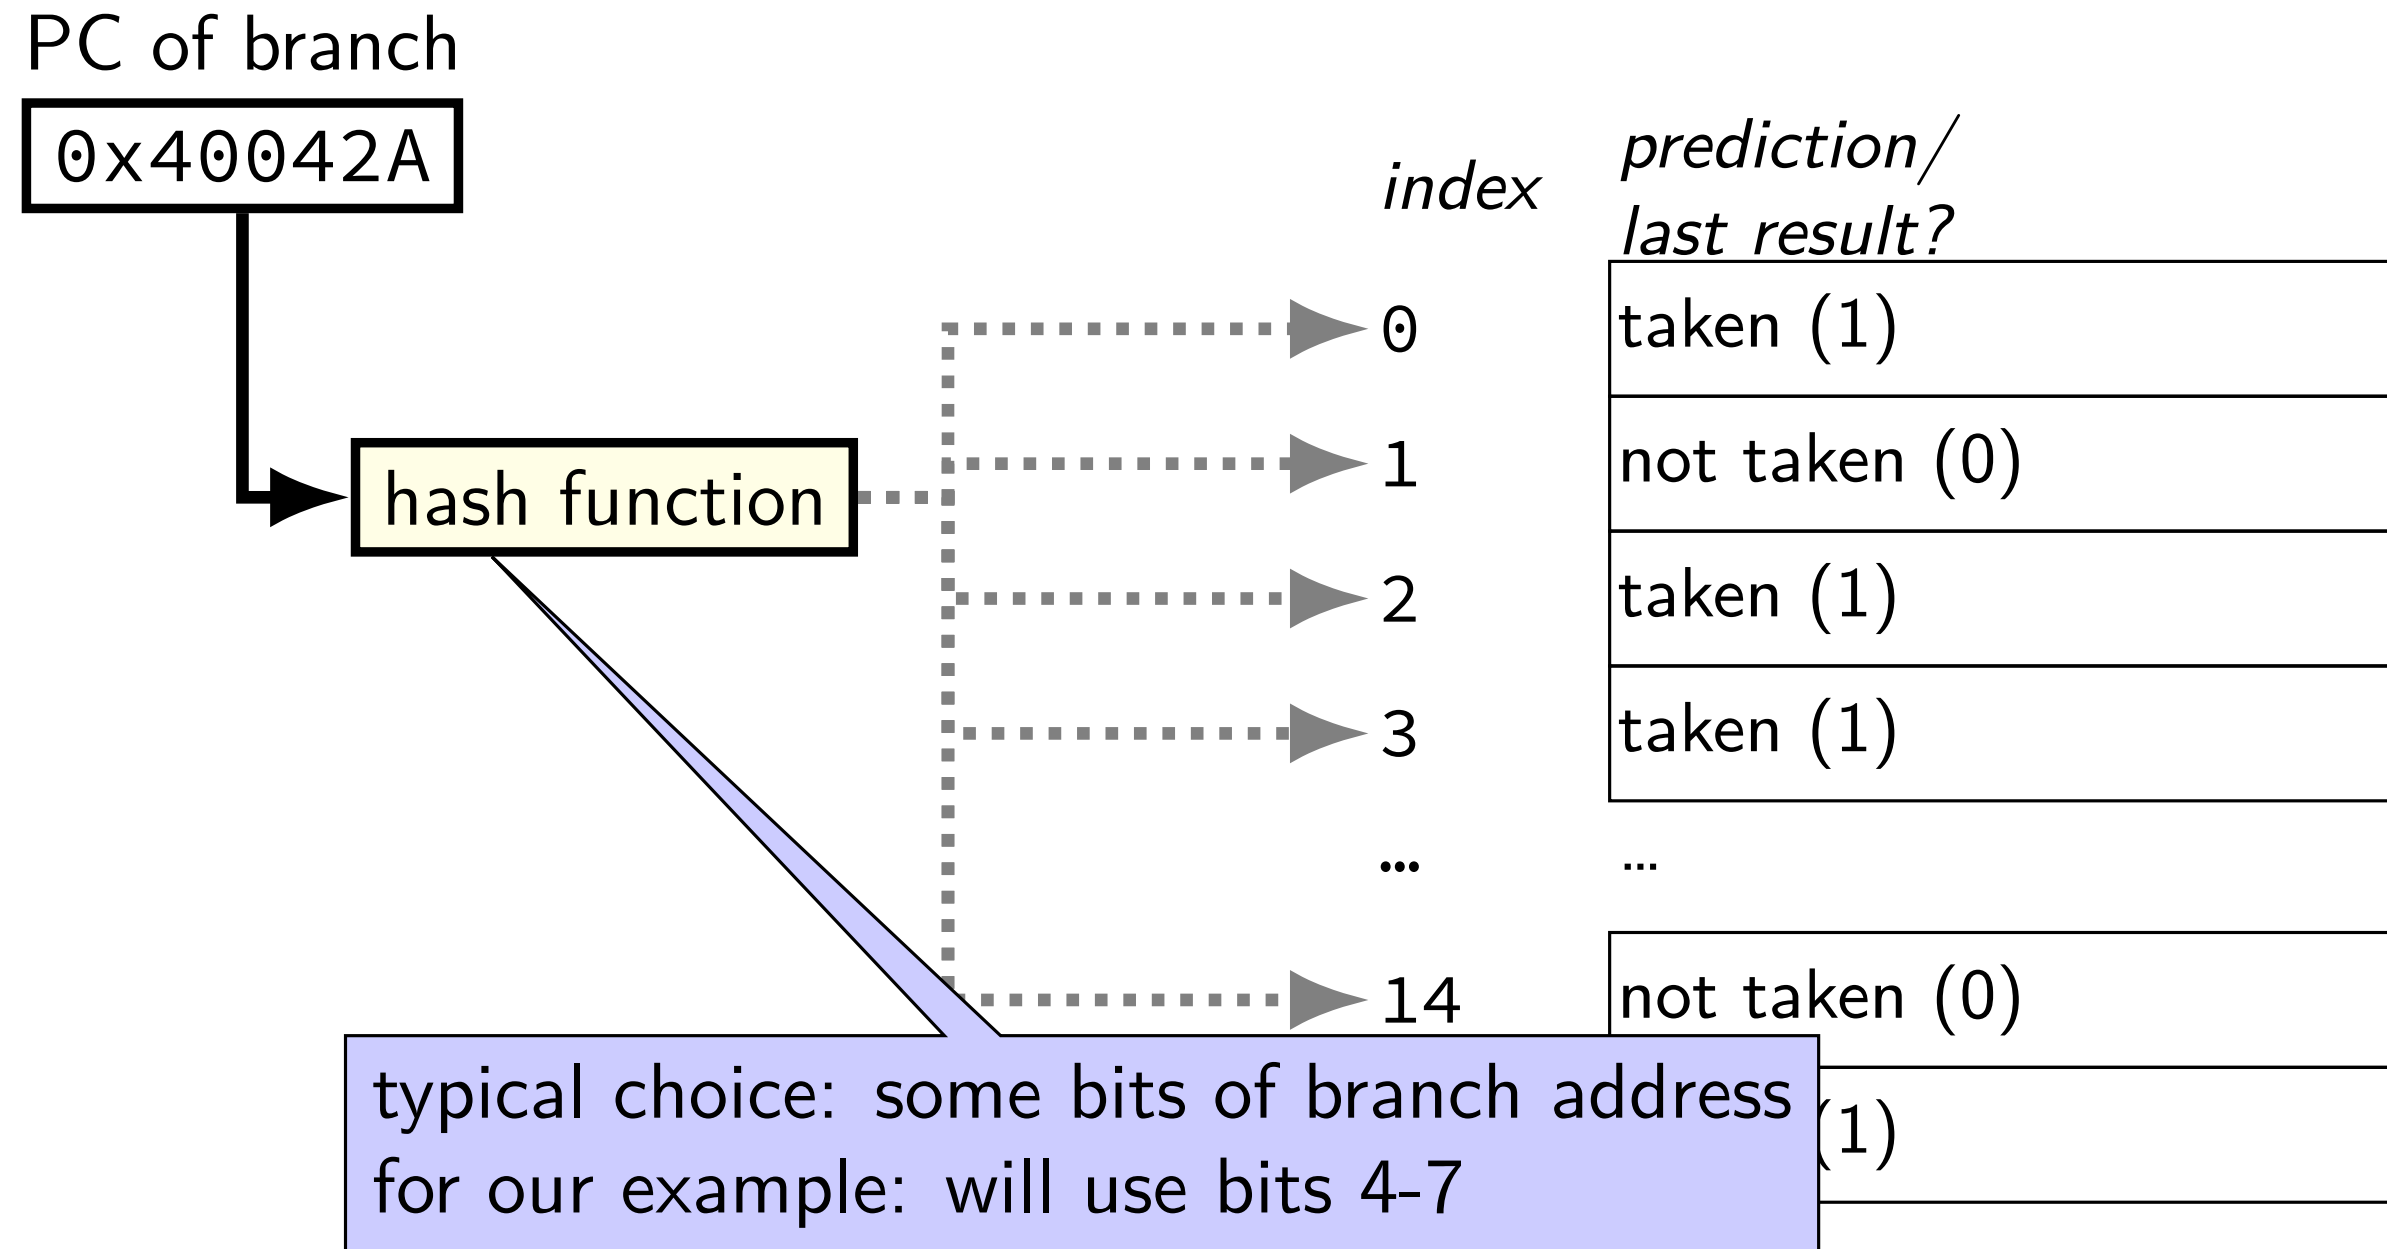 PC of branch
0x40042A
hash function
index
prediction/
last result?
0 taken (1)
1 not taken (0)
2 taken (1)
3 taken (1)
… …
14 not taken (0)
(1)
typical choice: some bits of branch address
for our example: will use bits 4-7